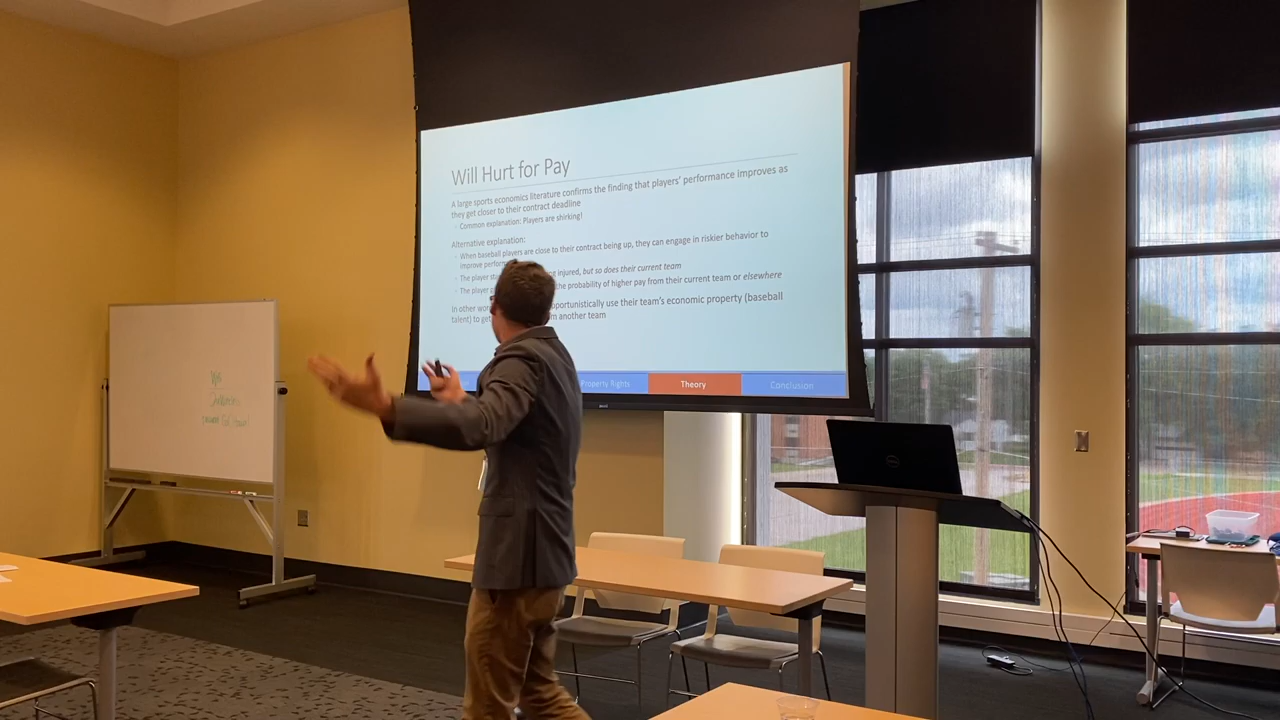 Will Hurt for Pay
A large sports economics literature confirms the finding that players' performance improves as
they get closer to their contract deadline
Common explanation: Players are shirking!
Alternative explanation:
When baseball players are close to their contract being up, they can engage in riskier behavior to
improve
The player being injured, but so does their current team
The player the probability of higher pay from their current team or elsewhere
In other opportunistically use their team's economic property (baseball
talent) to get another team
Property Rights
Theory
Conclusion
DELL